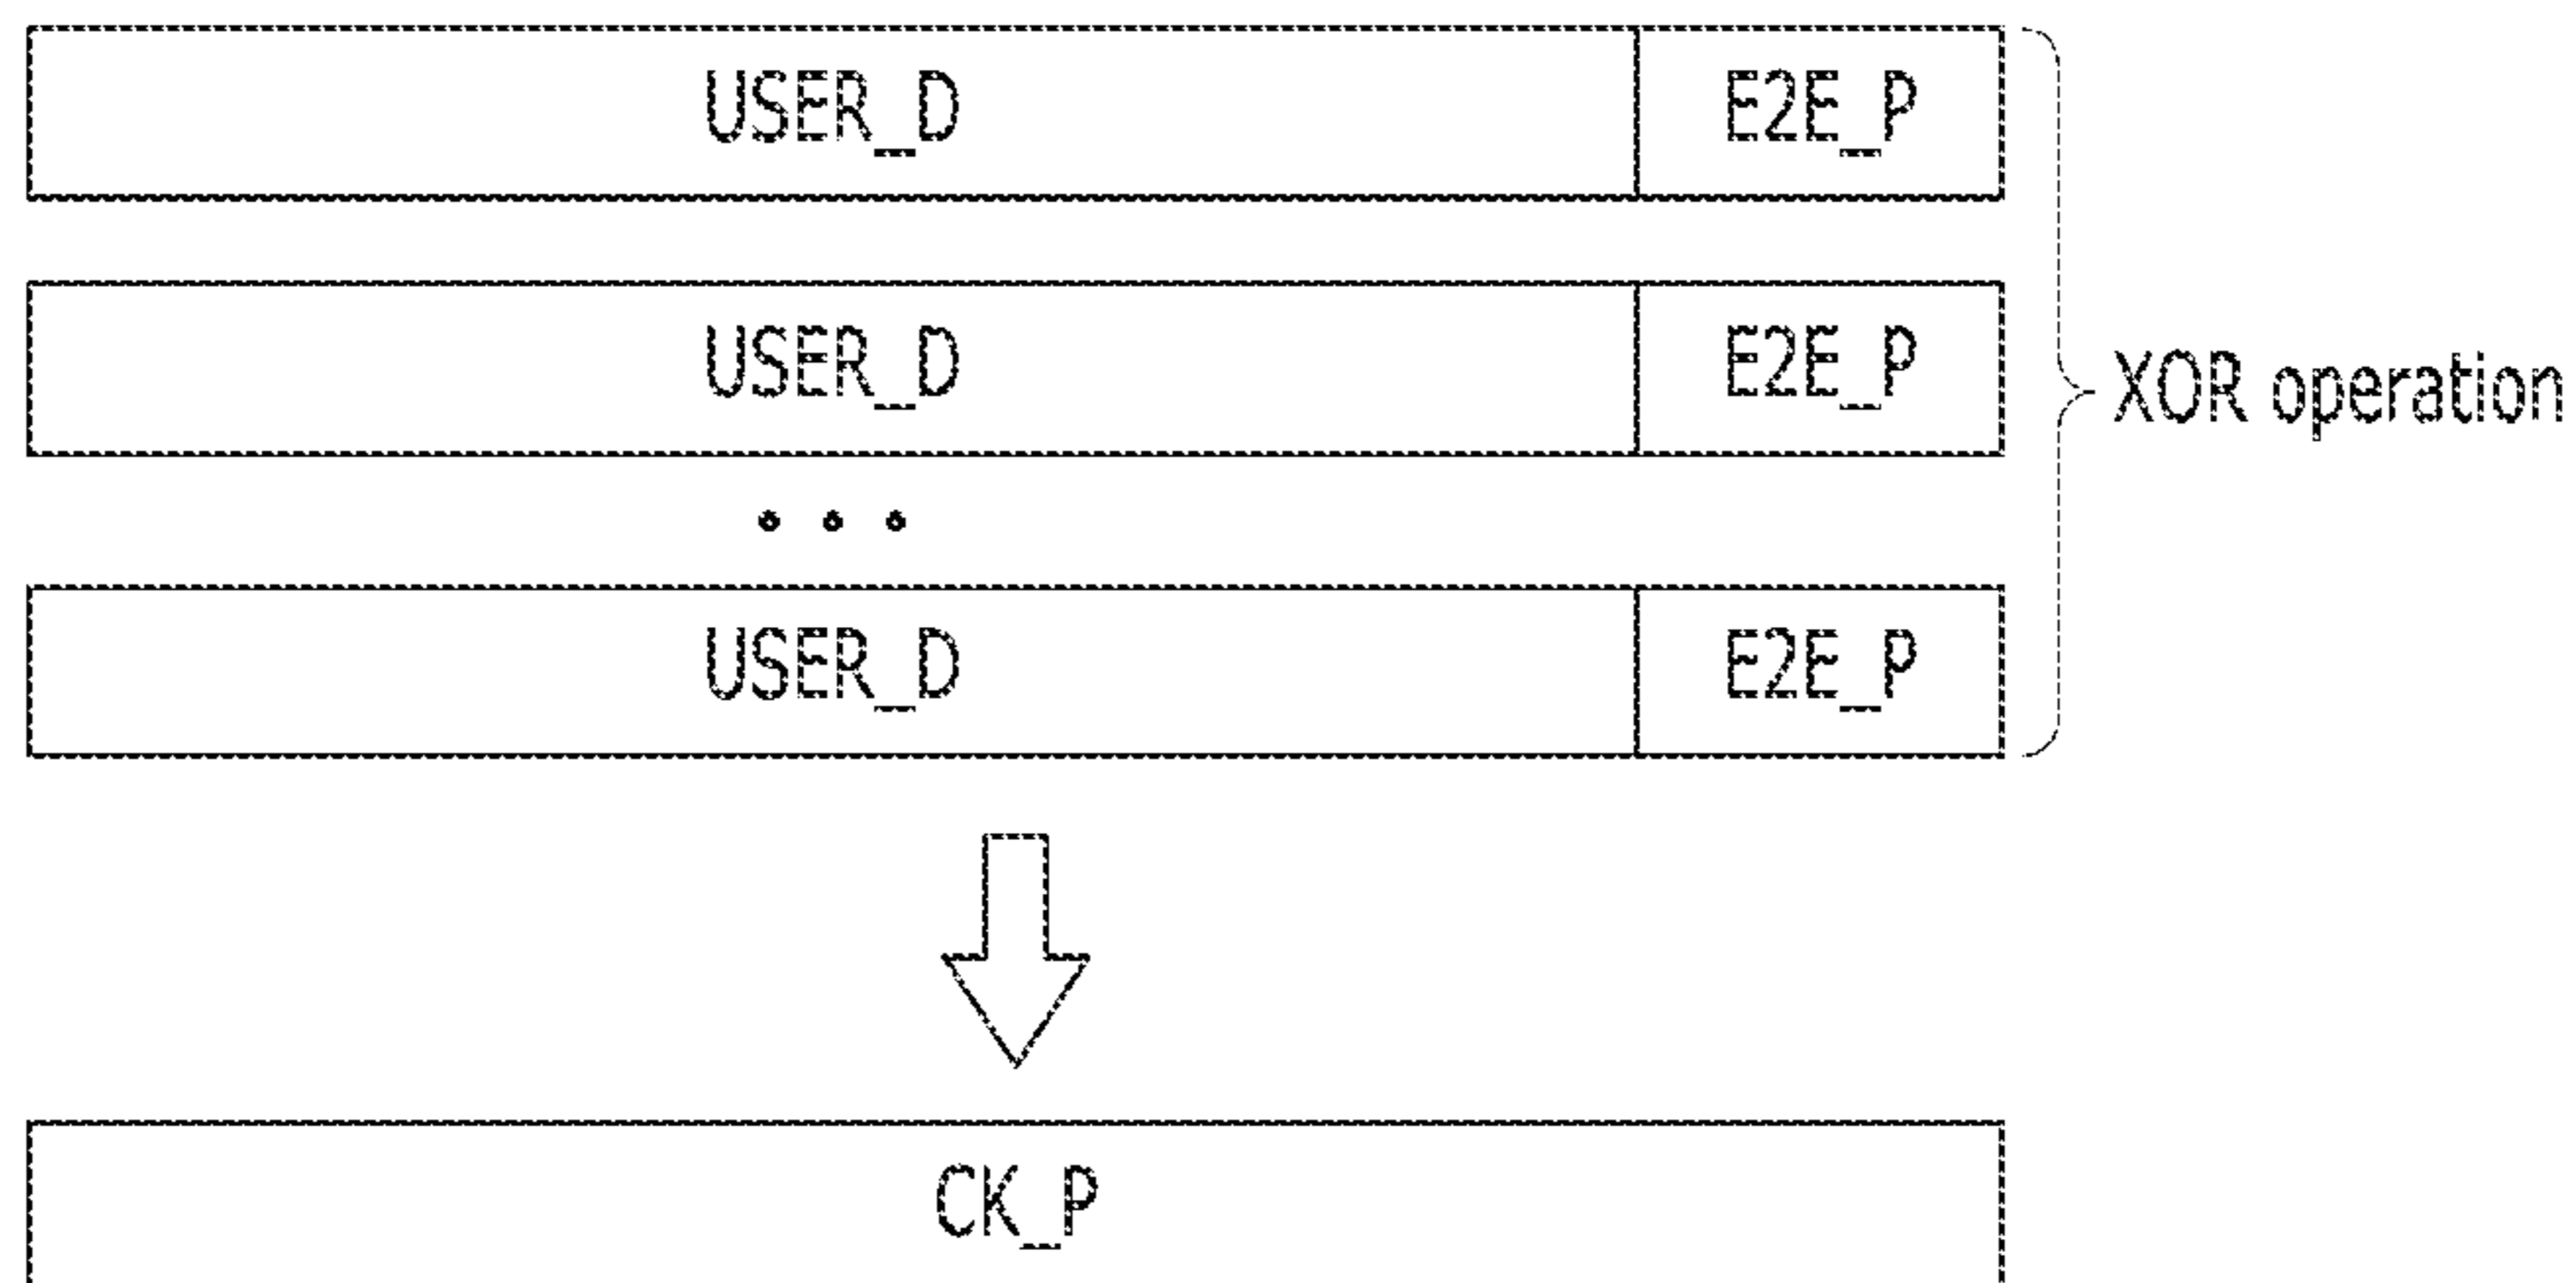 USER_D E2E_P
USER_D E2E_P
XOR operation
...
USER_D E2E_P
CK_P